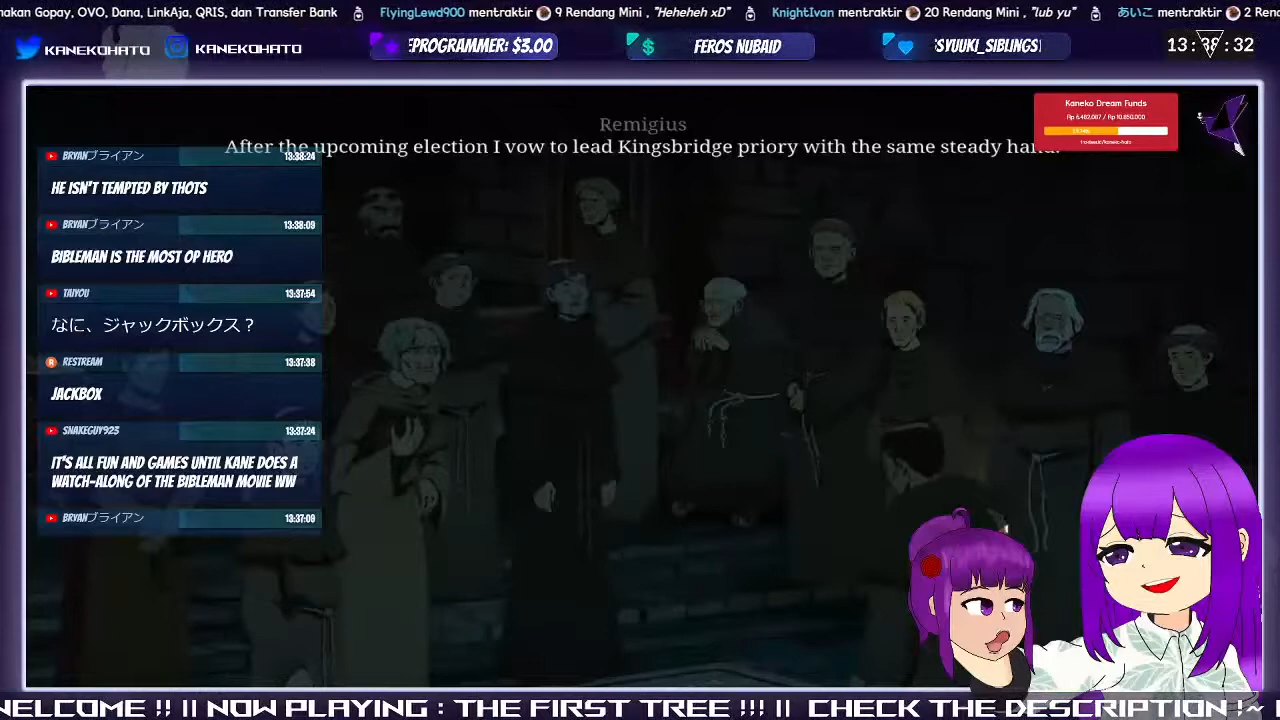 makan Gopay, OVO, Dana, LinkAja, QRIS, dan Transfer Bank FlyingLewd900 mentraktir 9 Rendang Mini , "Heheheh xD" KnightIvan mentraktir 20 Rendang Mini , "lub yu" あいこ mentraktir 2 Rend
KANEKOHATO KANEKOHATO EPROGRAMMER: $3.00 FEROS NUBAID SYUUKI_SIBLINGS 13:38:32
Remigius
After the upcoming election I vow to lead Kingsbridge priory with the same steady hand.
Kaneko Dream Funds
BRYANブライアン 13:38:24
HE ISN'T TEMPTED BY THOTS
BRYANブライアン 13:38:09
BIBLEMAN IS THE MOST OP HERO
TAIYOU 13:37:54
なに、ジャックボックス？
RESTREAM 13:37:38
JACKBOX
SNAKEGUY923 13:37:24
IT'S ALL FUN AND GAMES UNTIL KANE DOES A
WATCH-ALONG OF THE BIBLEMAN MOVIE WW
BRYANブライアン 13:37:09
WELCOME !! || NOW PLAYING : THE FIRST TREE !!! || CHECK THE DESCRIPTION :~